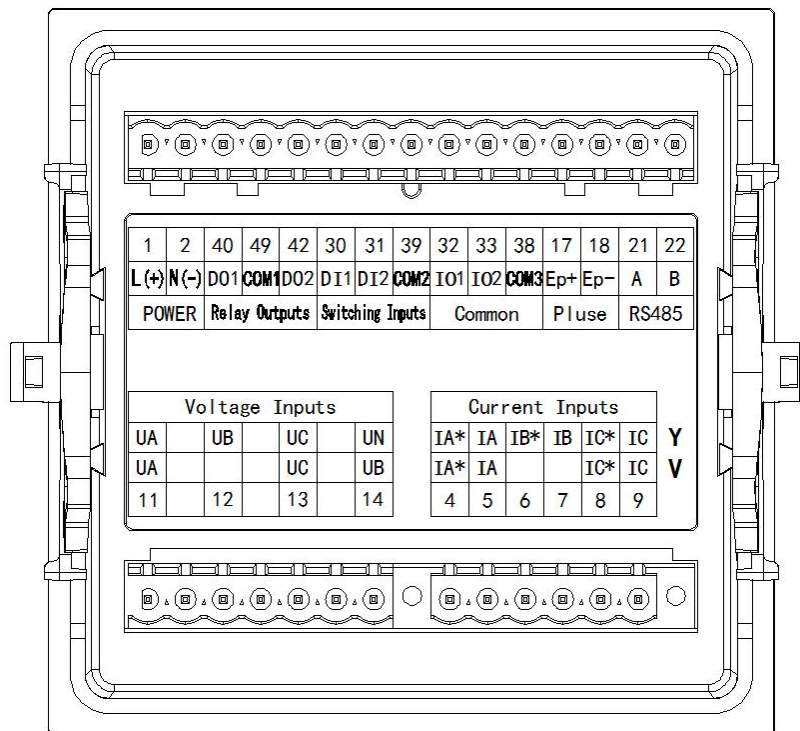 1 2 40 49 42 30 31 39 32 33 38 17 18 21 22
L(+) N(-) DO1 COM1 DO2 DI1 DI2 COM2 IO1 IO2 COM3 Ep+ Ep- A B
POWER Relay Outputs Switching Inputs Common Pluse RS485
Voltage Inputs Current Inputs
UA UB UC UN IA* IA IB* IB IC* IC Y
UA UC UB IA* IA IC* IC V
11 12 13 14 4 5 6 7 8 9